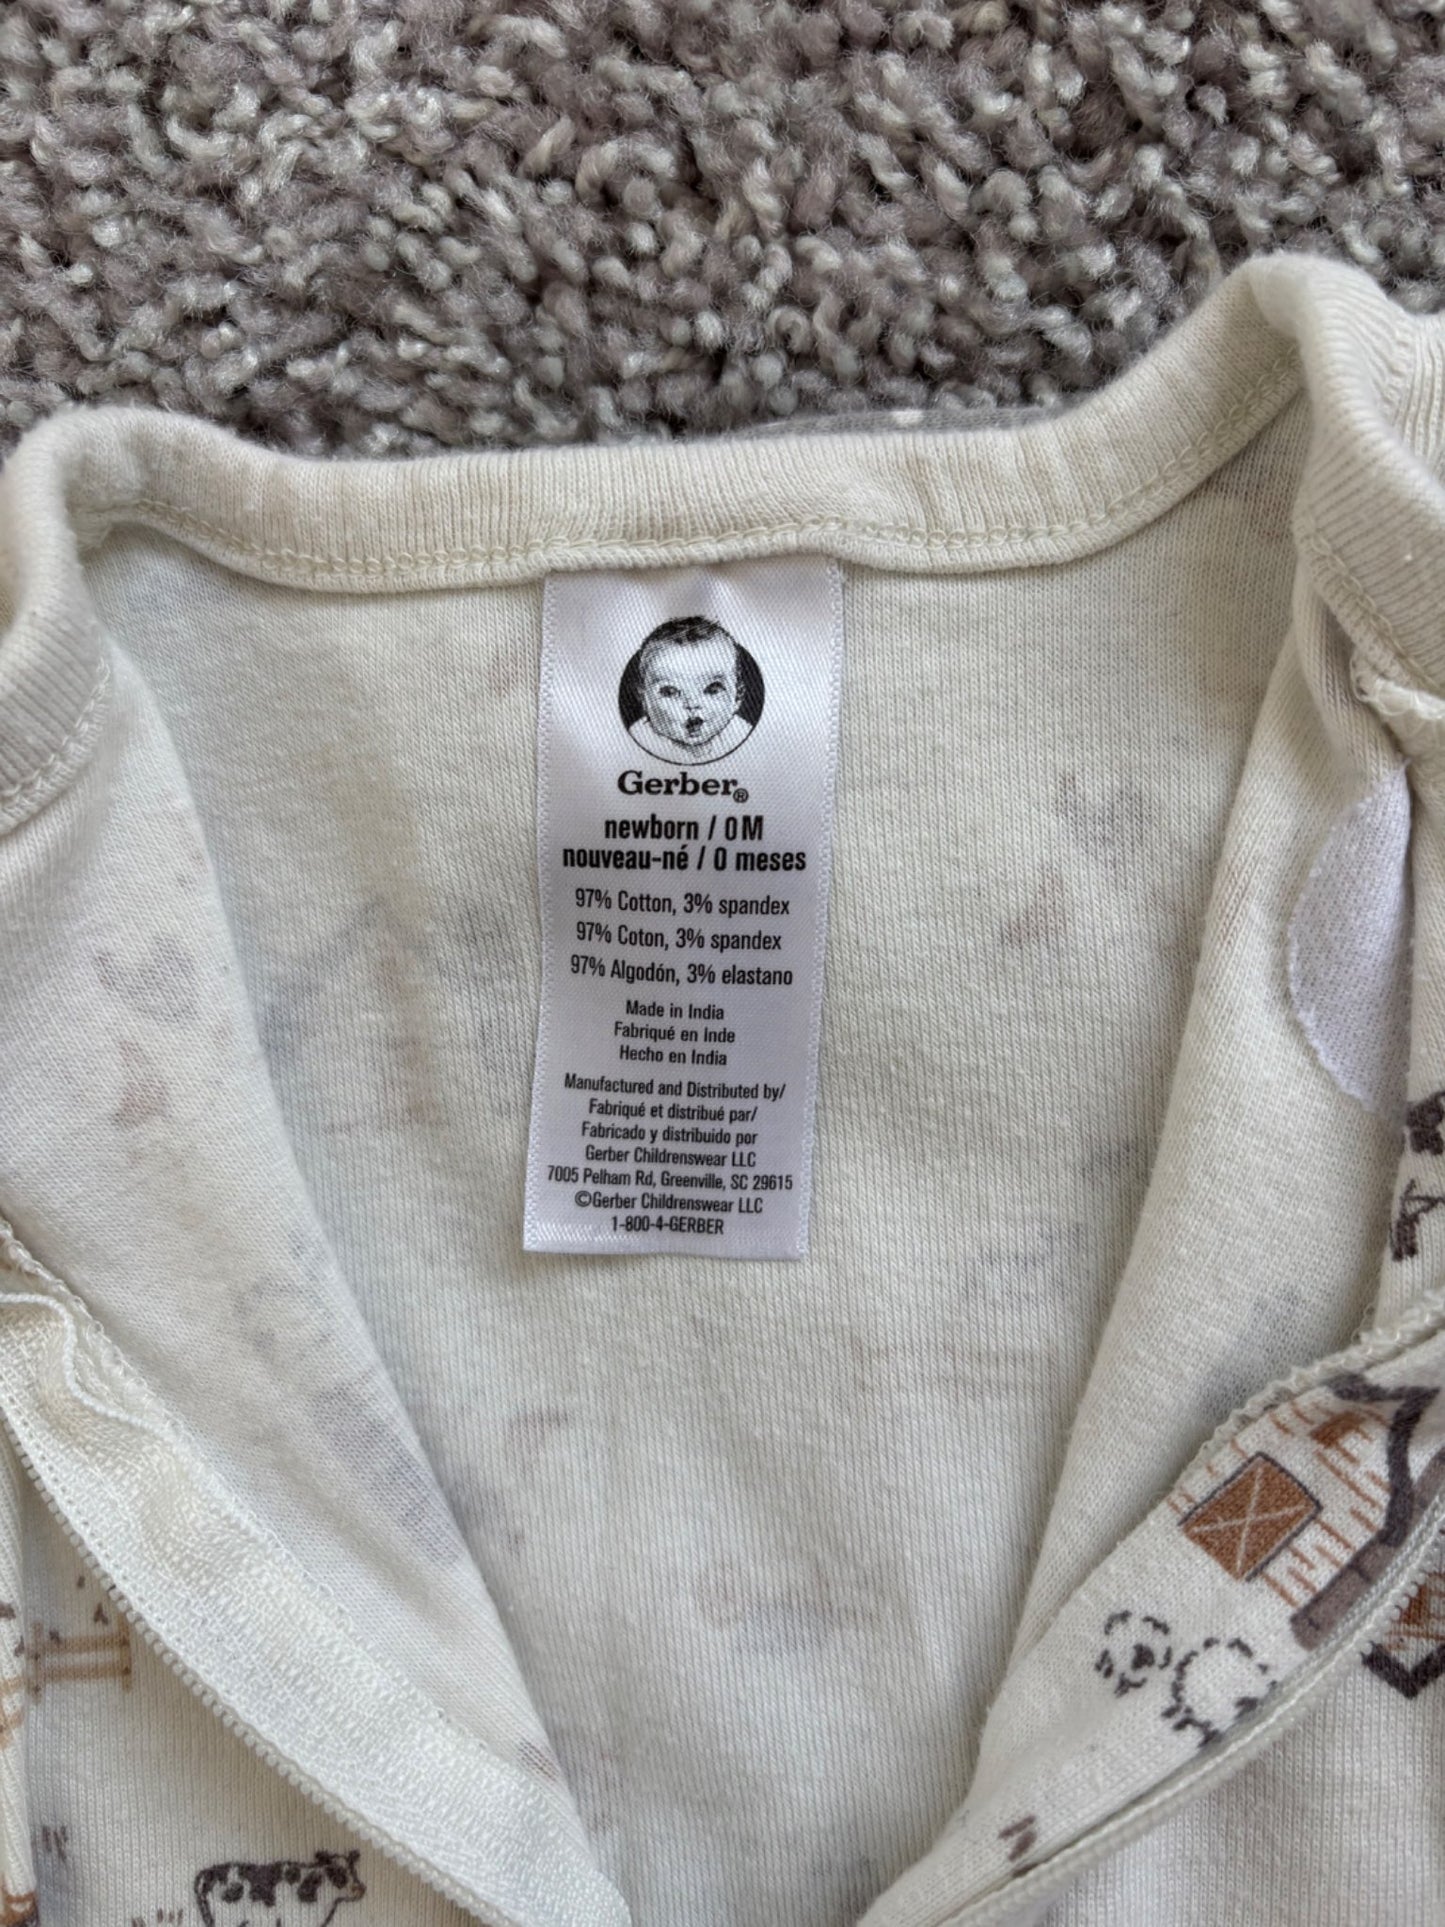 Gerber®
newborn / 0M
nouveau-né / 0 meses
97% Cotton, 3% spandex
97% Coton, 3% spandex
97% Algodón, 3% elastano
Made in India
Fabriqué en Inde
Hecho en India
Manufactured and Distributed by/
Fabriqué et distribué par/
Fabricado y distribuido por
Gerber Childrenswear LLC
7005 Pelham Rd, Greenville, SC 29615
©Gerber Childrenswear LLC
1-800-4-GERBER